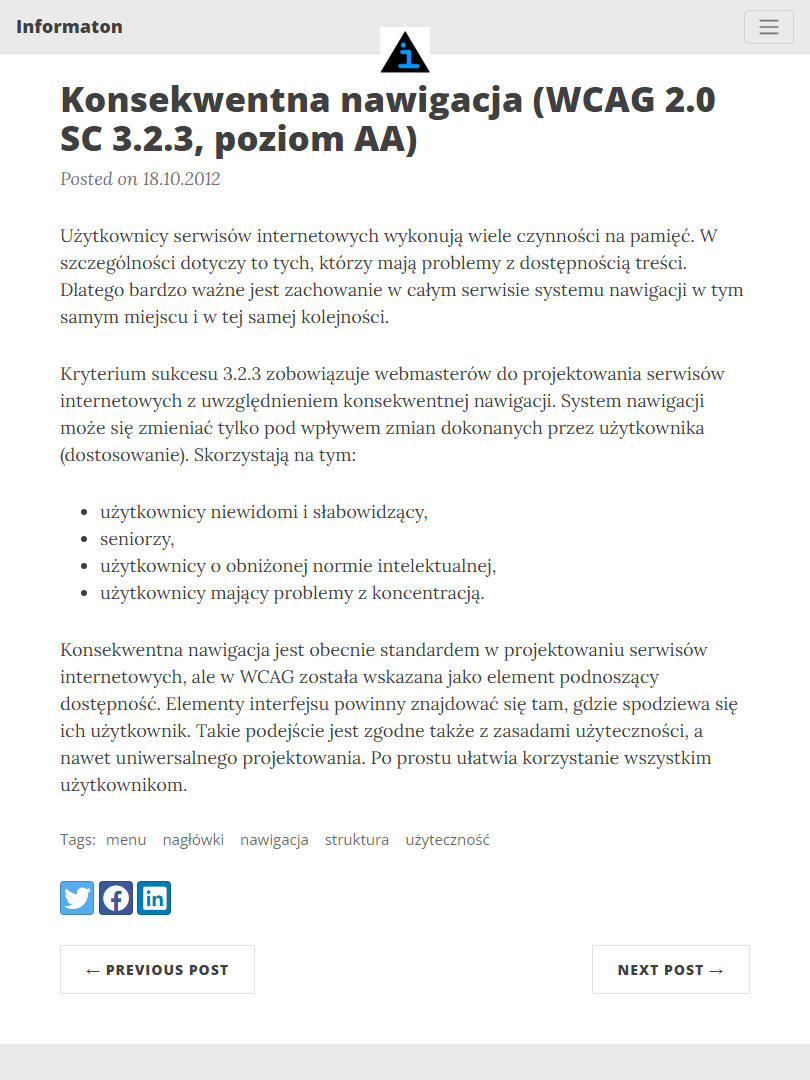 Informaton
i
Konsekwentna nawigacja (WCAG 2.0
SC 3.2.3, poziom AA)
Posted on 18.10.2012
Użytkownicy serwisów internetowych wykonują wiele czynności na pamięć. W
szczególności dotyczy to tych, którzy mają problemy z dostępnością treści.
Dlatego bardzo ważne jest zachowanie w całym serwisie systemu nawigacji w tym
samym miejscu i w tej samej kolejności.
Kryterium sukcesu 3.2.3 zobowiązuje webmasterów do projektowania serwisów
internetowych z uwzględnieniem konsekwentnej nawigacji. System nawigacji
może się zmieniać tylko pod wpływem zmian dokonanych przez użytkownika
(dostosowanie). Skorzystają na tym:
• użytkownicy niewidomi i słabowidzący,
• seniorzy,
• użytkownicy o obniżonej normie intelektualnej,
• użytkownicy mający problemy z koncentracją.
Konsekwentna nawigacja jest obecnie standardem w projektowaniu serwisów
internetowych, ale w WCAG została wskazana jako element podnoszący
dostępność. Elementy interfejsu powinny znajdować się tam, gdzie spodziewa się
ich użytkownik. Takie podejście jest zgodne także z zasadami użyteczności, a
nawet uniwersalnego projektowania. Po prostu ułatwia korzystanie wszystkim
użytkownikom.
Tags: menu nagłówki nawigacja struktura użyteczność
← PREVIOUS POST
NEXT POST →